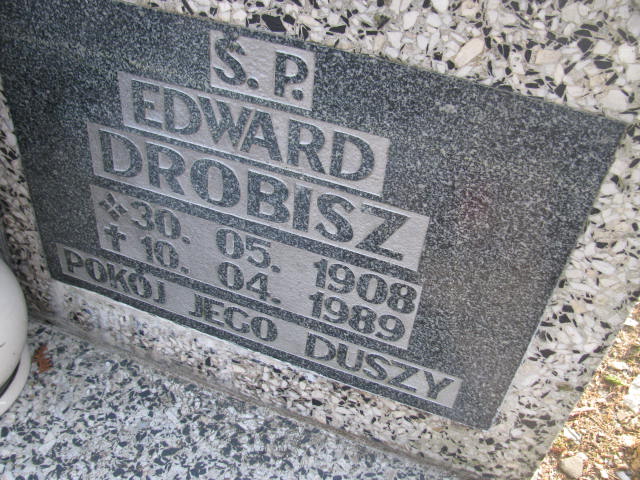 Ś. P.
EDWARD
DROBISZ
30. 05. 1908
✝ 10. 04. 1989
POKÓJ JEGO DUSZY